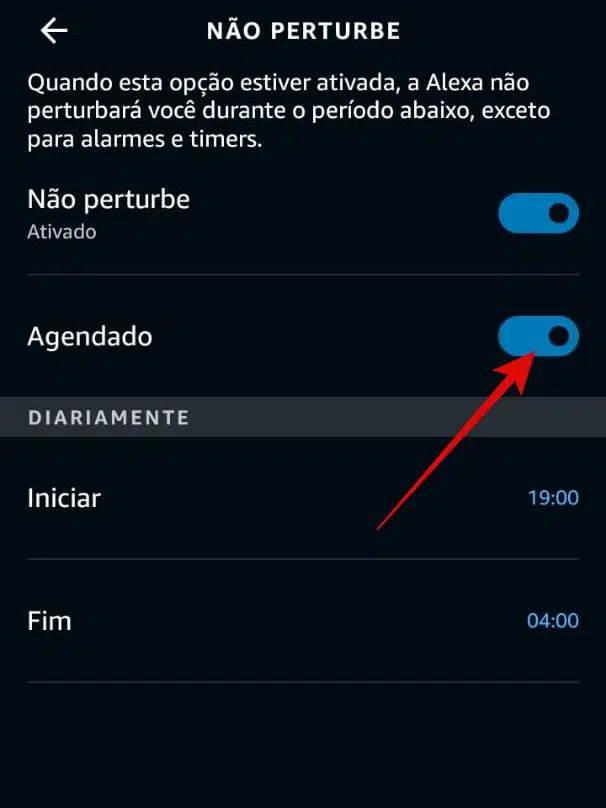 NÃO PERTURBE
Quando esta opção estiver ativada, a Alexa não
perturbará você durante o período abaixo, exceto
para alarmes e timers.
Não perturbe
Ativado
Agendado
DIARIAMENTE
Iniciar 19:00
Fim 04:00